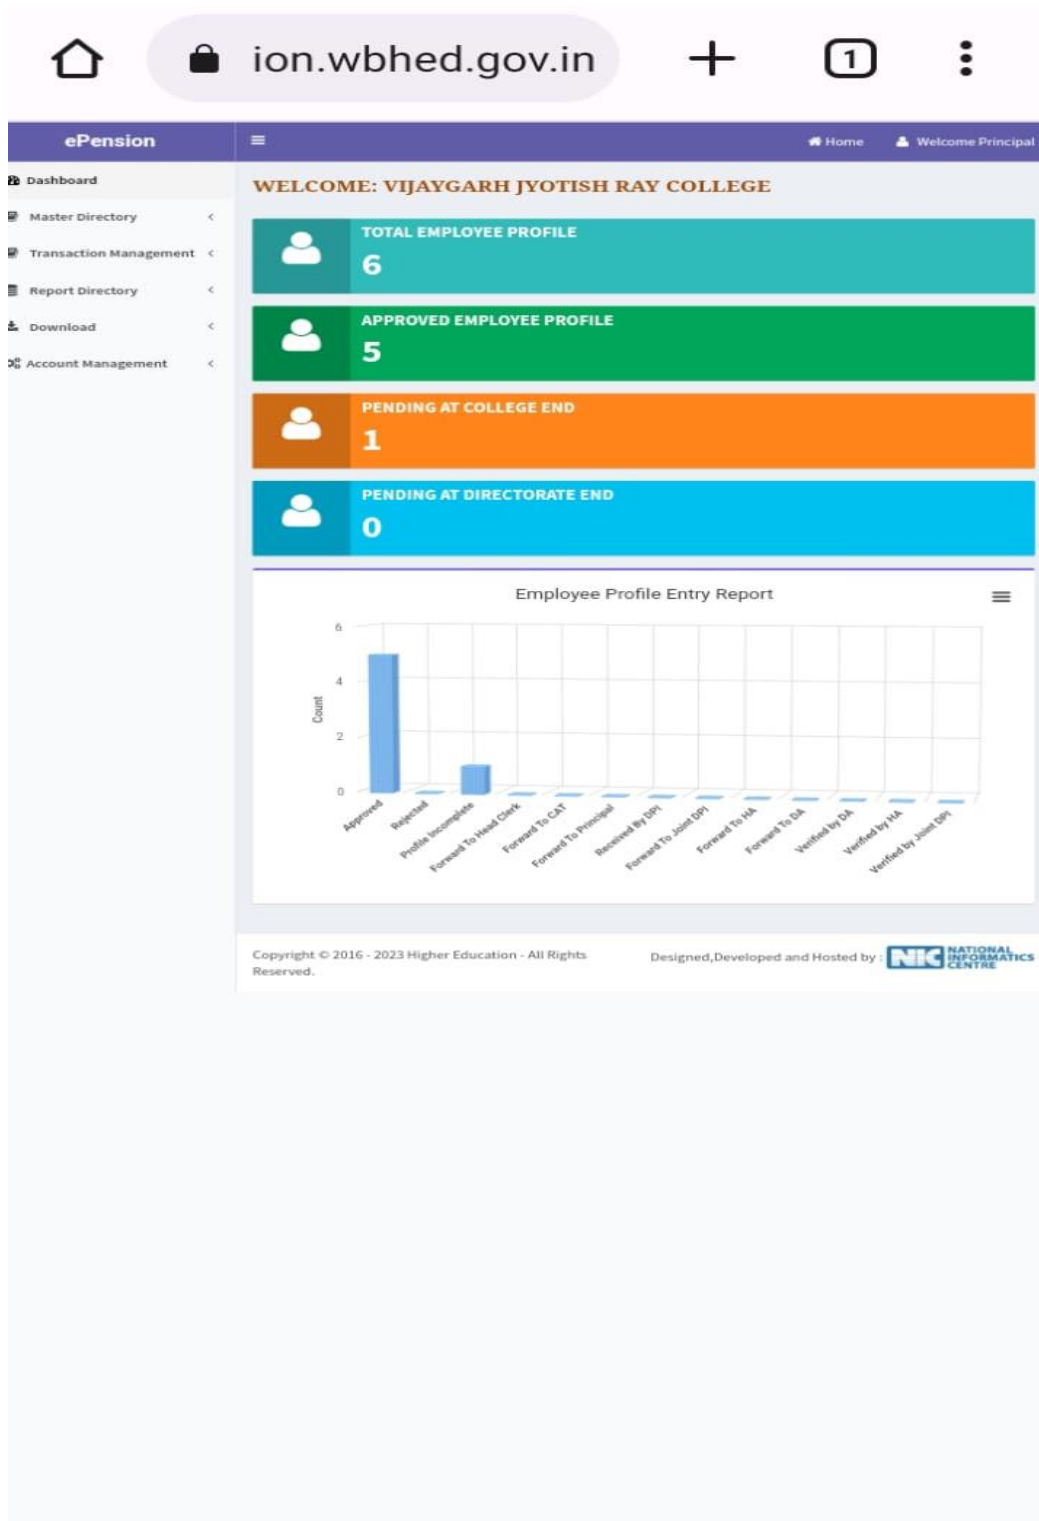 ion.wbhed.gov.in
1
ePension
Home
Welcome Principal
Dashboard
Master Directory
Transaction Management
Report Directory
Download
Account Management
WELCOME: VIJAYGARH JYOTISH RAY COLLEGE
TOTAL EMPLOYEE PROFILE
6
APPROVED EMPLOYEE PROFILE
5
PENDING AT COLLEGE END
1
PENDING AT DIRECTORATE END
0
Employee Profile Entry Report
Count
6
4
2
0
Approved
Rejected
Profile Incomplete
Forward To Head Clerk
Forward To CAT
Forward To Principal
Received By DPI
Forward To Joint DPI
Forward To HA
Forward To DA
Verified by DA
Verified by HA
Verified by Joint DPI
Copyright © 2016 - 2023 Higher Education - All Rights
Reserved.
Designed,Developed and Hosted by :
NIC
NATIONAL
INFORMATICS
CENTRE